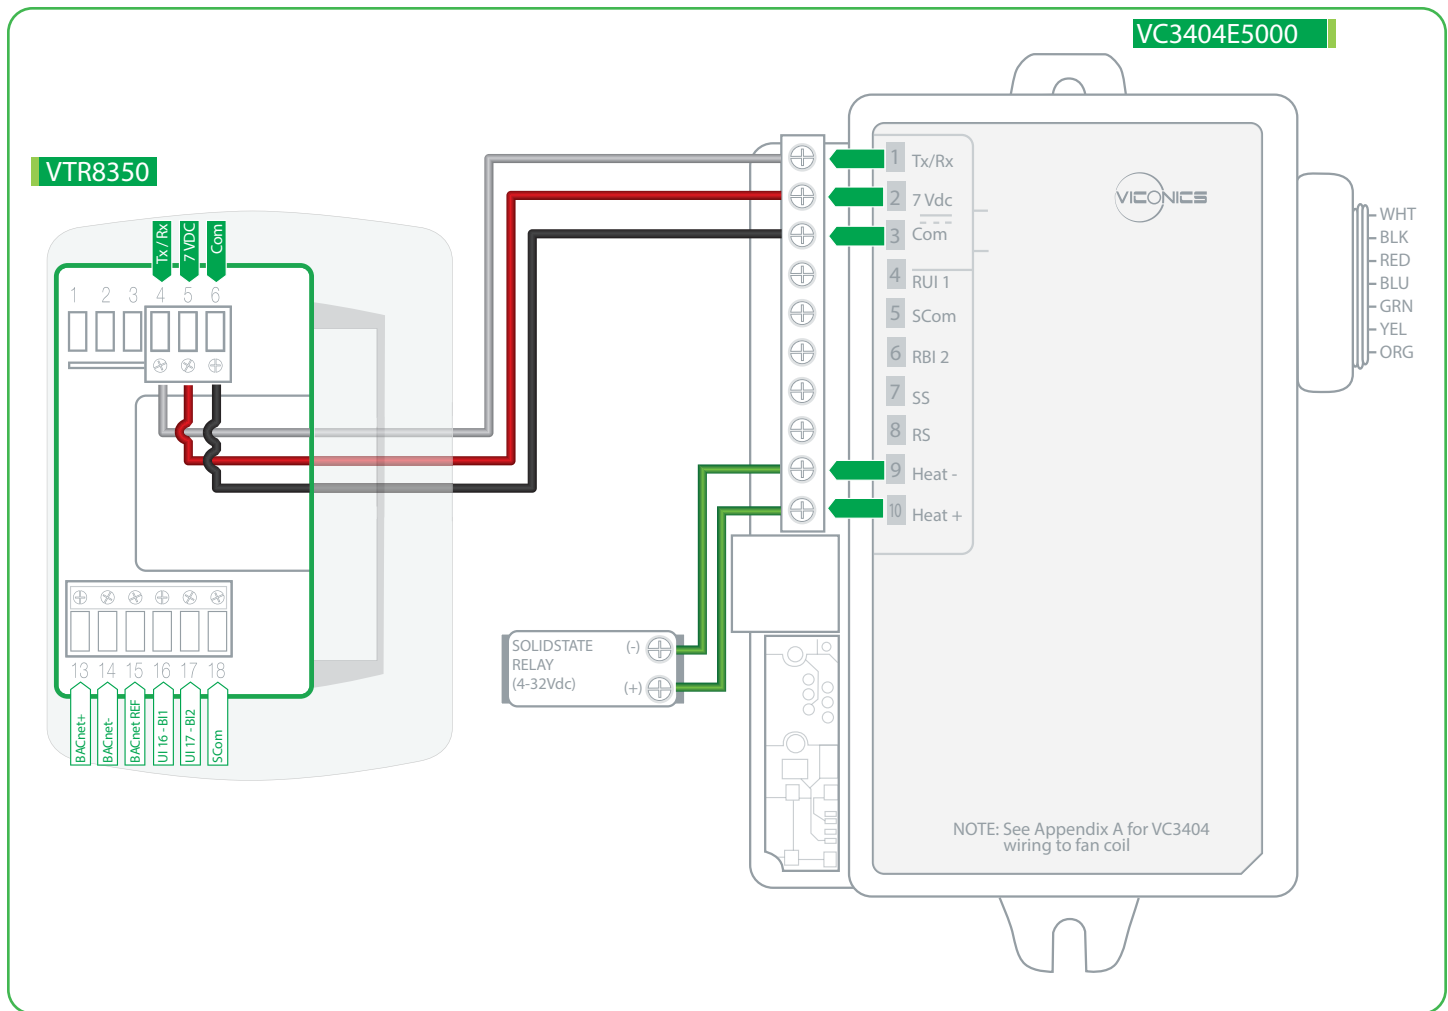 VC3404E5000
VTR8350
Tx / Rx
7 VDC
Com
1
2
3
4
5
6
13
14
15
16
17
18
BACnet+
BACnet-
BACnet REF
UI 16 - BI1
UI 17 - BI2
SCom
SOLIDSTATE
RELAY
(4-32Vdc)
(-)
(+)
1 Tx/Rx
2 7 Vdc
3 Com
4 RUI 1
5 SCom
6 RBI 2
7 SS
8 RS
9 Heat -
10 Heat +
VICONICS
WHT
BLK
RED
BLU
GRN
YEL
ORG
NOTE: See Appendix A for VC3404
wiring to fan coil